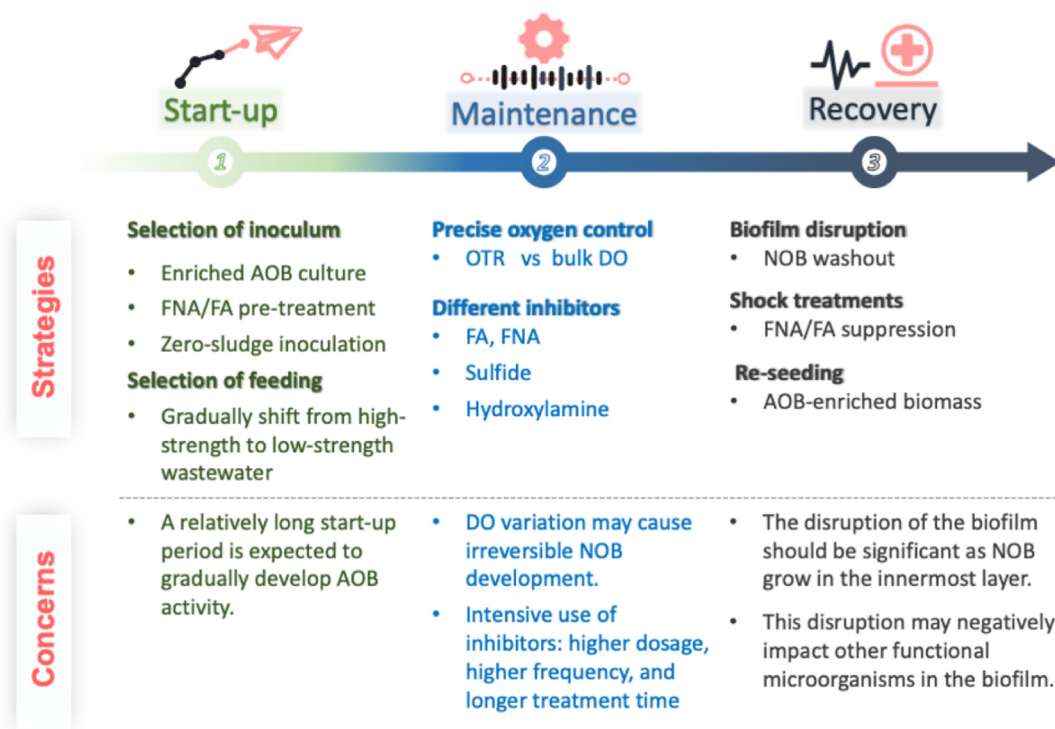 Start-up
Maintenance
Recovery
1
2
3
Strategies
Selection of inoculum
• Enriched AOB culture
• FNA/FA pre-treatment
• Zero-sludge inoculation
Selection of feeding
• Gradually shift from high-
strength to low-strength
wastewater
Precise oxygen control
• OTR vs bulk DO
Different inhibitors
• FA, FNA
• Sulfide
• Hydroxylamine
Biofilm disruption
• NOB washout
Shock treatments
• FNA/FA suppression
Re-seeding
• AOB-enriched biomass
Concerns
• A relatively long start-up
period is expected to
gradually develop AOB
activity.
• DO variation may cause
irreversible NOB
development.
• Intensive use of
inhibitors: higher dosage,
higher frequency, and
longer treatment time
• The disruption of the biofilm
should be significant as NOB
grow in the innermost layer.
• This disruption may negatively
impact other functional
microorganisms in the biofilm.